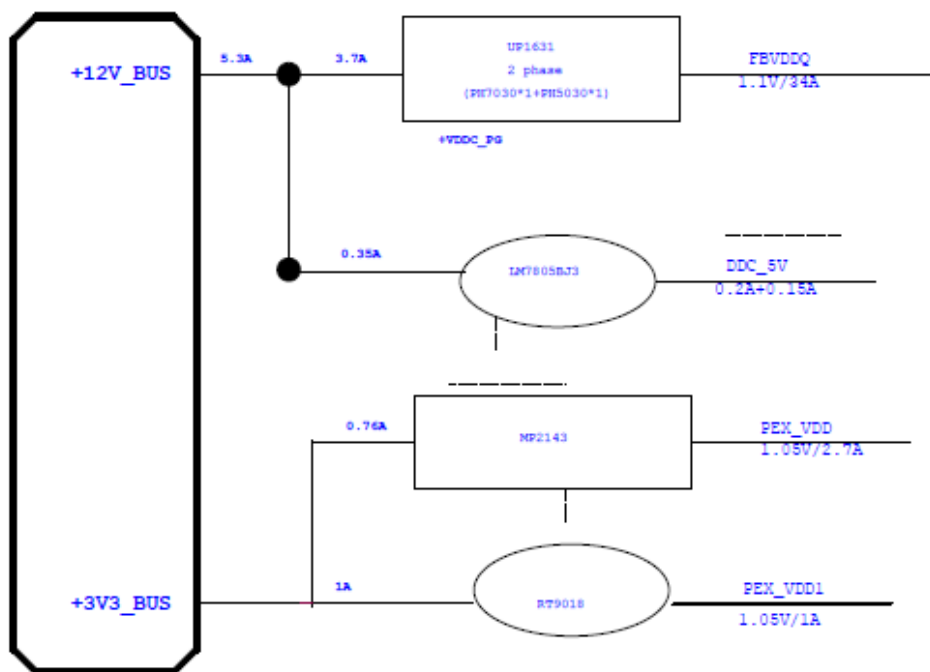 +12V_BUS
5.3A
3.7A
UP1631
2 phase
(PH7030*1+PH5030*1)
FBVDDQ
1.1V/34A
+VDDC_PG
0.35A
LM7805BJ3
DDC_5V
0.2A+0.15A
0.76A
MP2143
PEX_VDD
1.05V/2.7A
+3V3_BUS
1A
RT9018
PEX_VDD1
1.05V/1A